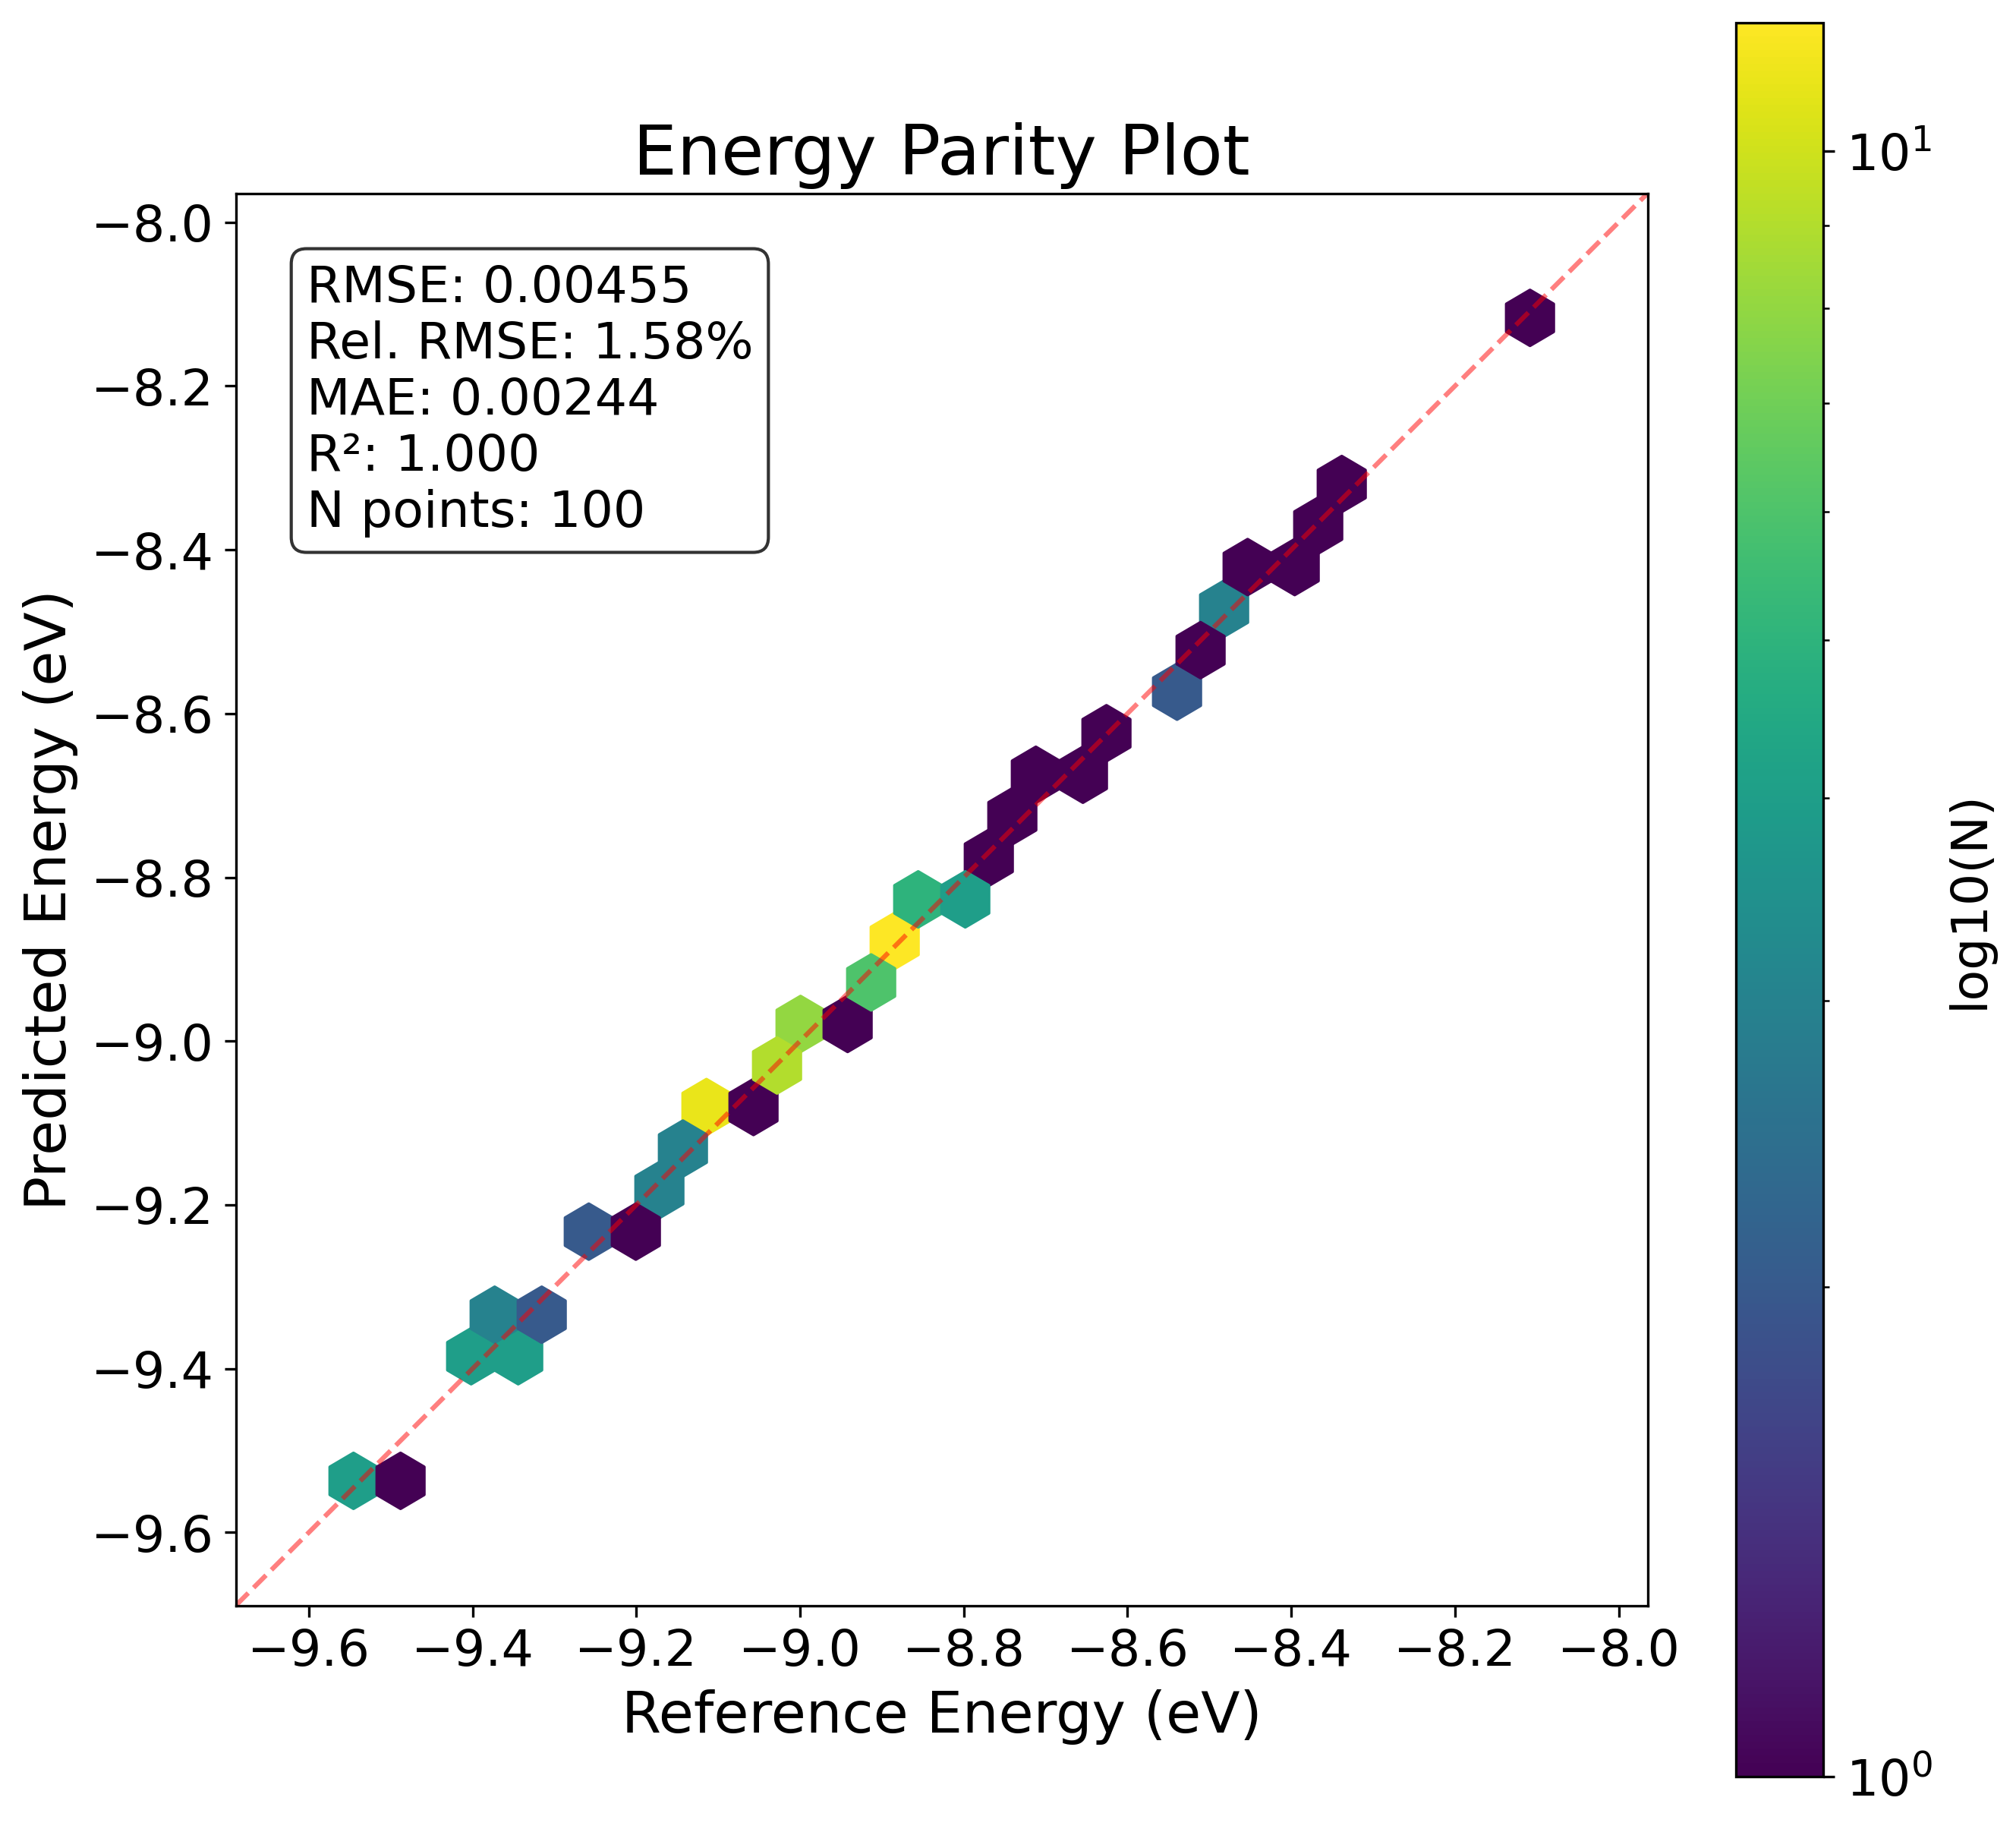 Energy Parity Plot
RMSE: 0.00455
Rel. RMSE: 1.58%
MAE: 0.00244
R²: 1.000
N points: 100
Predicted Energy (eV)
−8.0
−8.2
−8.4
−8.6
−8.8
−9.0
−9.2
−9.4
−9.6
−9.6 −9.4 −9.2 −9.0 −8.8 −8.6 −8.4 −8.2 −8.0
Reference Energy (eV)
10¹
10⁰
log10(N)